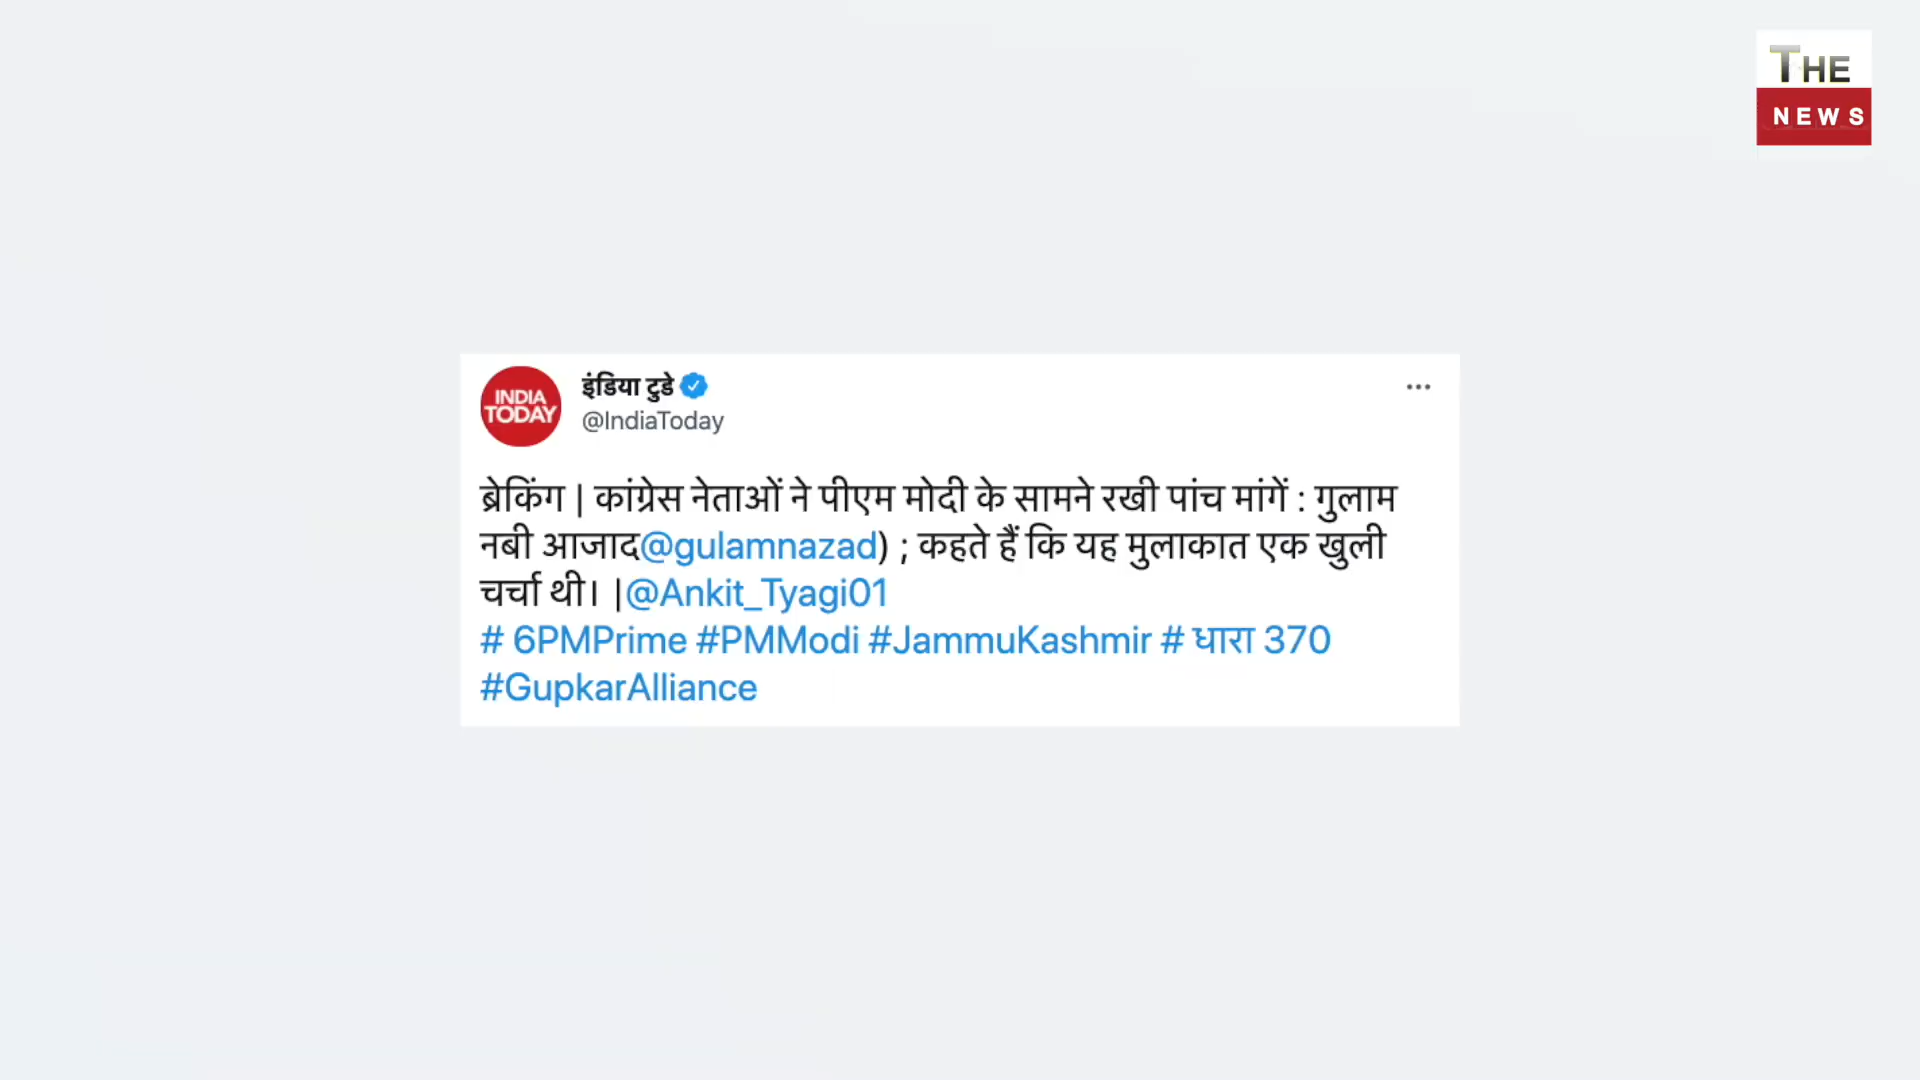 THE
NEWS
INDIA
TODAY
इंडिया टुडे
@IndiaToday
ब्रेकिंग | कांग्रेस नेताओं ने पीएम मोदी के सामने रखी पांच मांगें : गुलाम
नबी आजाद@gulamnazad) ; कहते हैं कि यह मुलाकात एक खुली
चर्चा थी। |@Ankit_Tyagi01
# 6PMPrime #PMModi #JammuKashmir # धारा 370
#GupkarAlliance